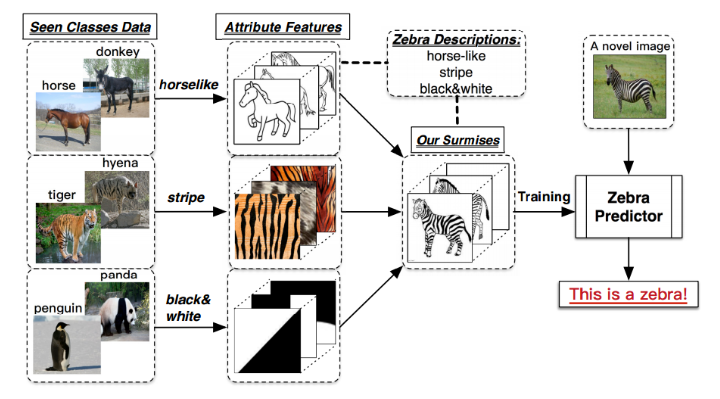 Seen Classes Data
Attribute Features
Zebra Descriptions:
horse-like
stripe
black&white
A novel image
donkey
horse
horselike
Our Surmises
hyena
tiger
stripe
Training
Zebra
Predictor
panda
penguin
black&
white
This is a zebra!